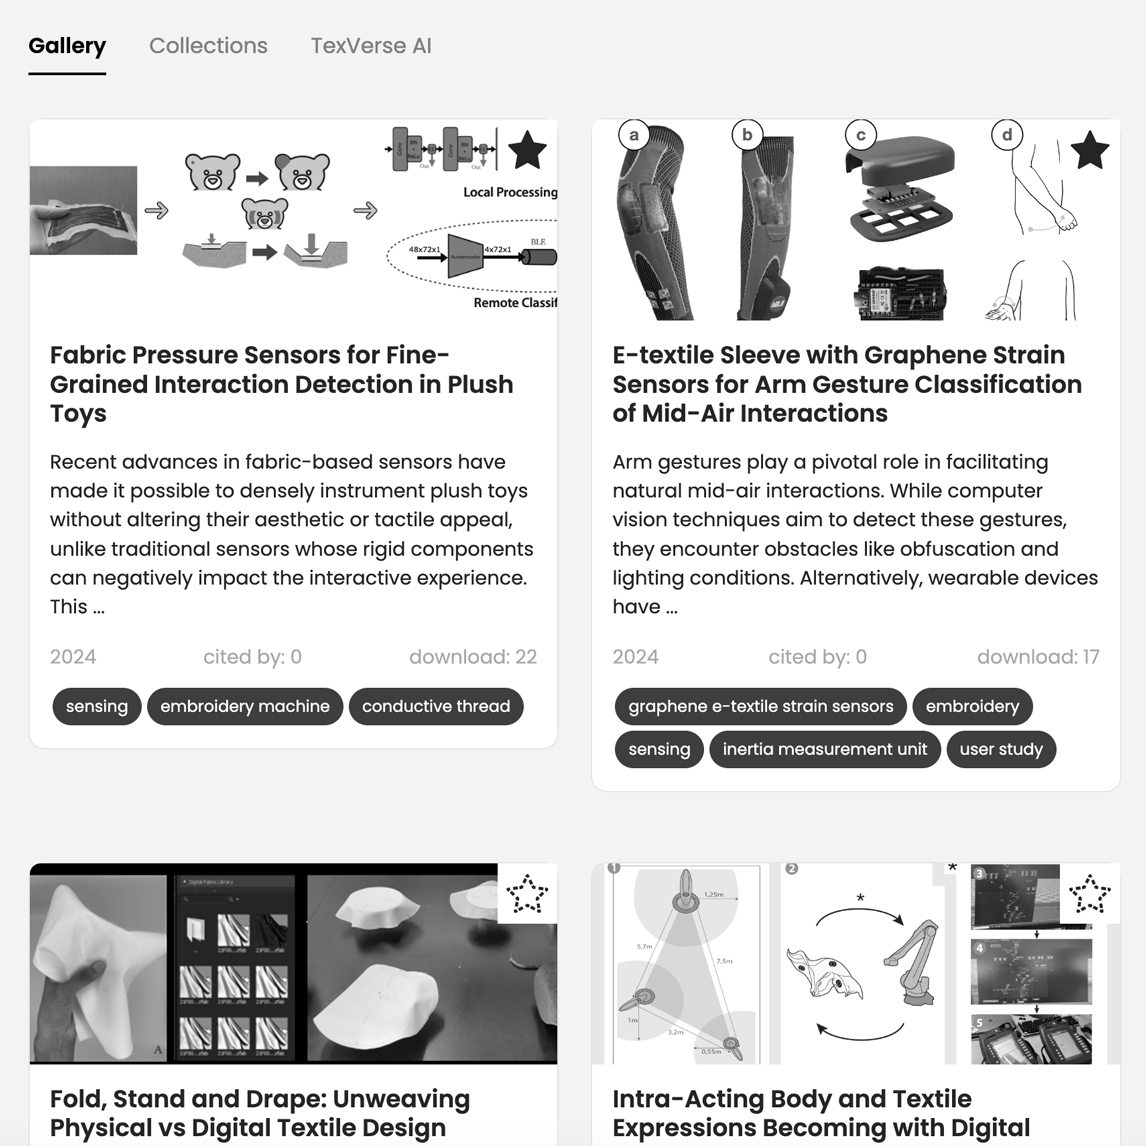 Gallery
Collections
TexVerse AI
Conv
BN
+
ReLu
Conv
BN
+
Out
Out
Local Processing
48x72x1
4x72x1
BLE
Remote Classif
Fabric Pressure Sensors for Fine-
Grained Interaction Detection in Plush
Toys
Recent advances in fabric-based sensors have
made it possible to densely instrument plush toys
without altering their aesthetic or tactile appeal,
unlike traditional sensors whose rigid components
can negatively impact the interactive experience.
This ...
2024
cited by: 0
download: 22
sensing
embroidery machine
conductive thread
a
b
c
d
E-textile Sleeve with Graphene Strain
Sensors for Arm Gesture Classification
of Mid-Air Interactions
Arm gestures play a pivotal role in facilitating
natural mid-air interactions. While computer
vision techniques aim to detect these gestures,
they encounter obstacles like obfuscation and
lighting conditions. Alternatively, wearable devices
have ...
2024
cited by: 0
download: 17
graphene e-textile strain sensors
embroidery
sensing
inertia measurement unit
user study
Digital Fabric Library
A
Fold, Stand and Drape: Unweaving
Physical vs Digital Textile Design
1
1,25m
5,7m
7,5m
1m
3,2m
0,55m
2
*
*
3
4
5
Intra-Acting Body and Textile
Expressions Becoming with Digital